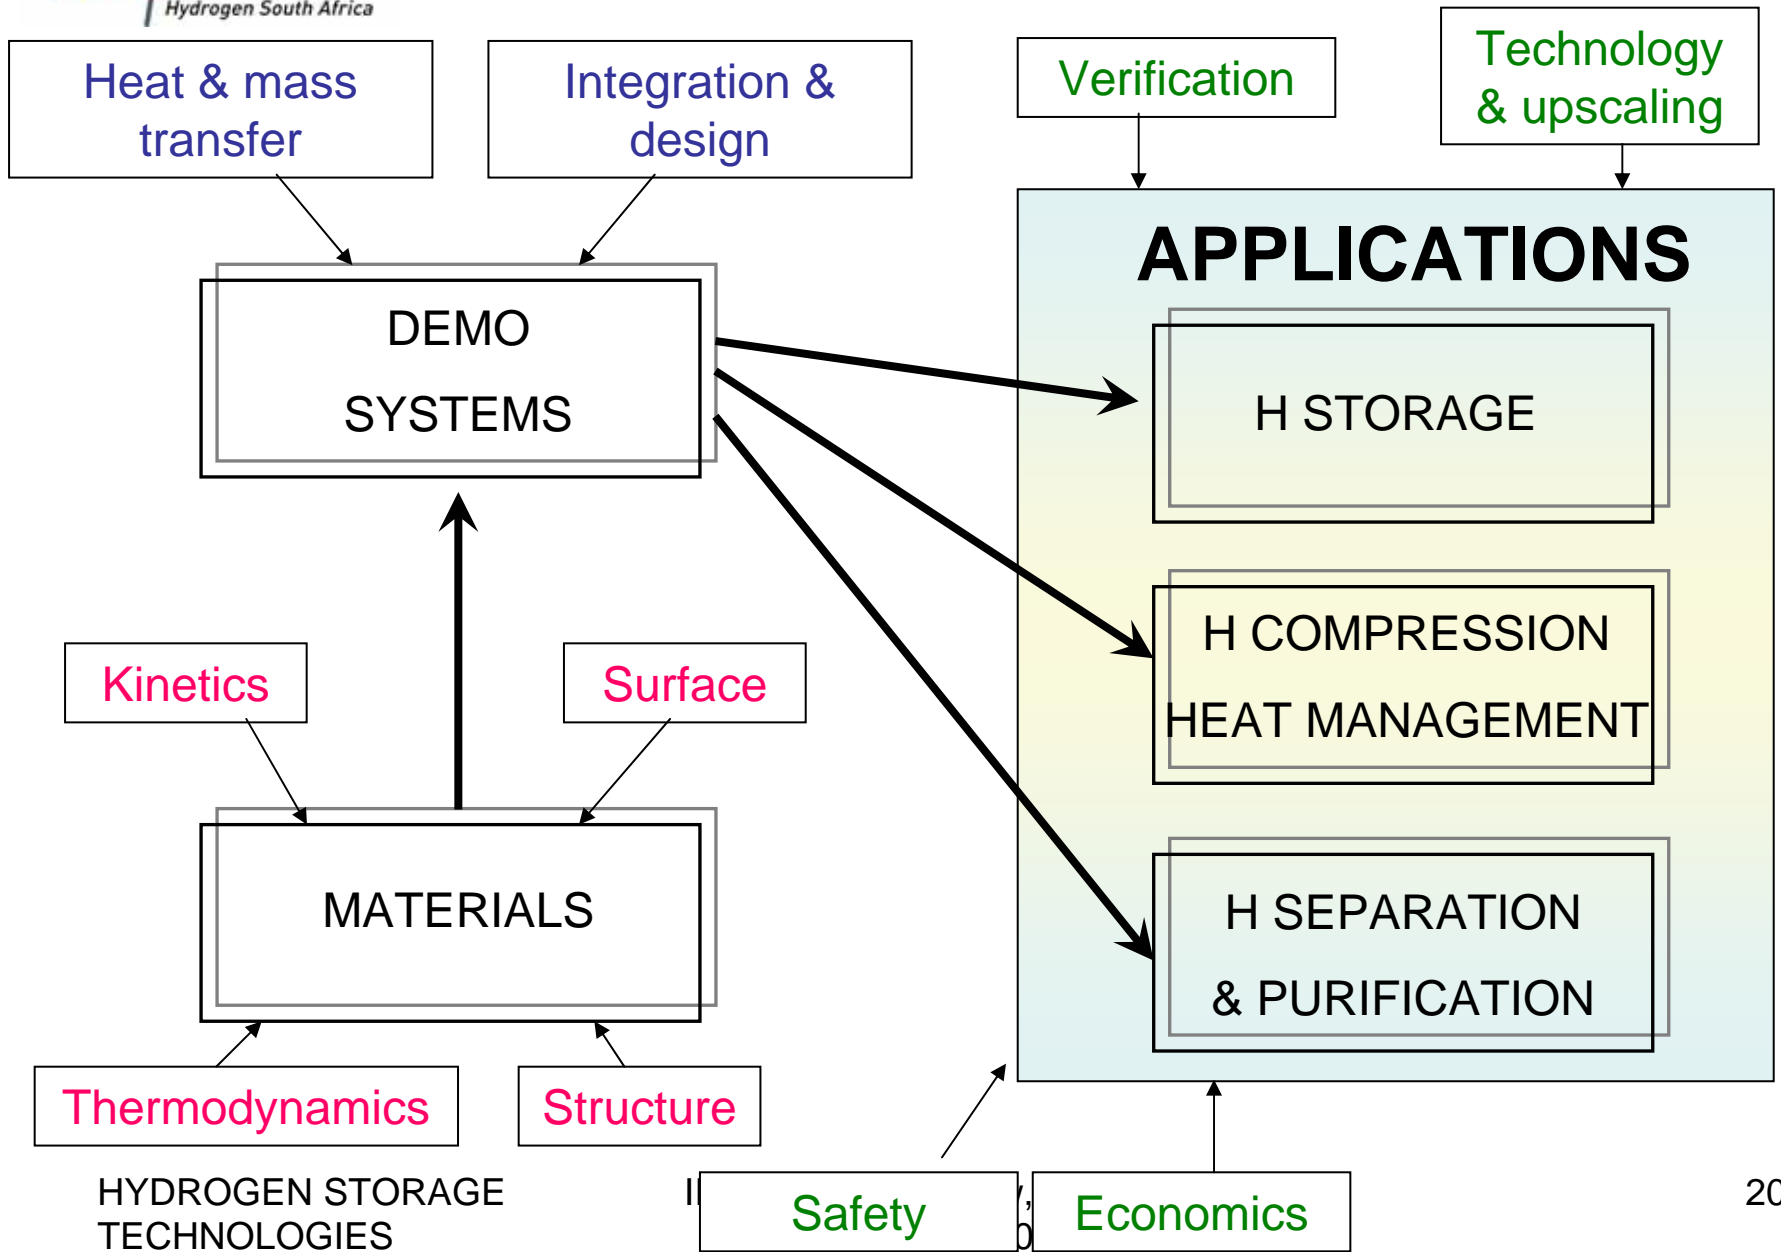 Hydrogen South Africa
Heat & mass
transfer
Integration &
design
Verification
Technology
& upscaling
APPLICATIONS
DEMO
SYSTEMS
H STORAGE
H COMPRESSION
HEAT MANAGEMENT
Kinetics
Surface
MATERIALS
H SEPARATION
& PURIFICATION
Thermodynamics
Structure
Safety
Economics
HYDROGEN STORAGE
TECHNOLOGIES
20